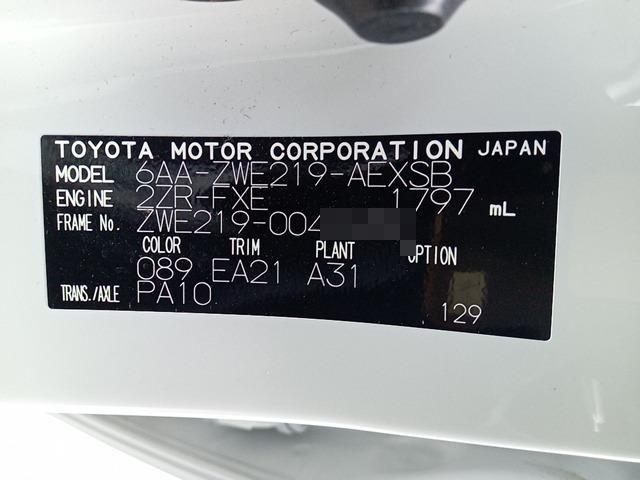 TOYOTA MOTOR CORPORATION JAPAN
MODEL 6AA-ZWE219-AEXSB
ENGINE 2ZR-FXE 1797 mL
FRAME No. ZWE219-004
COLOR TRIM PLANT OPTION
089 EA21 A31
TRANS./AXLE PA10
129